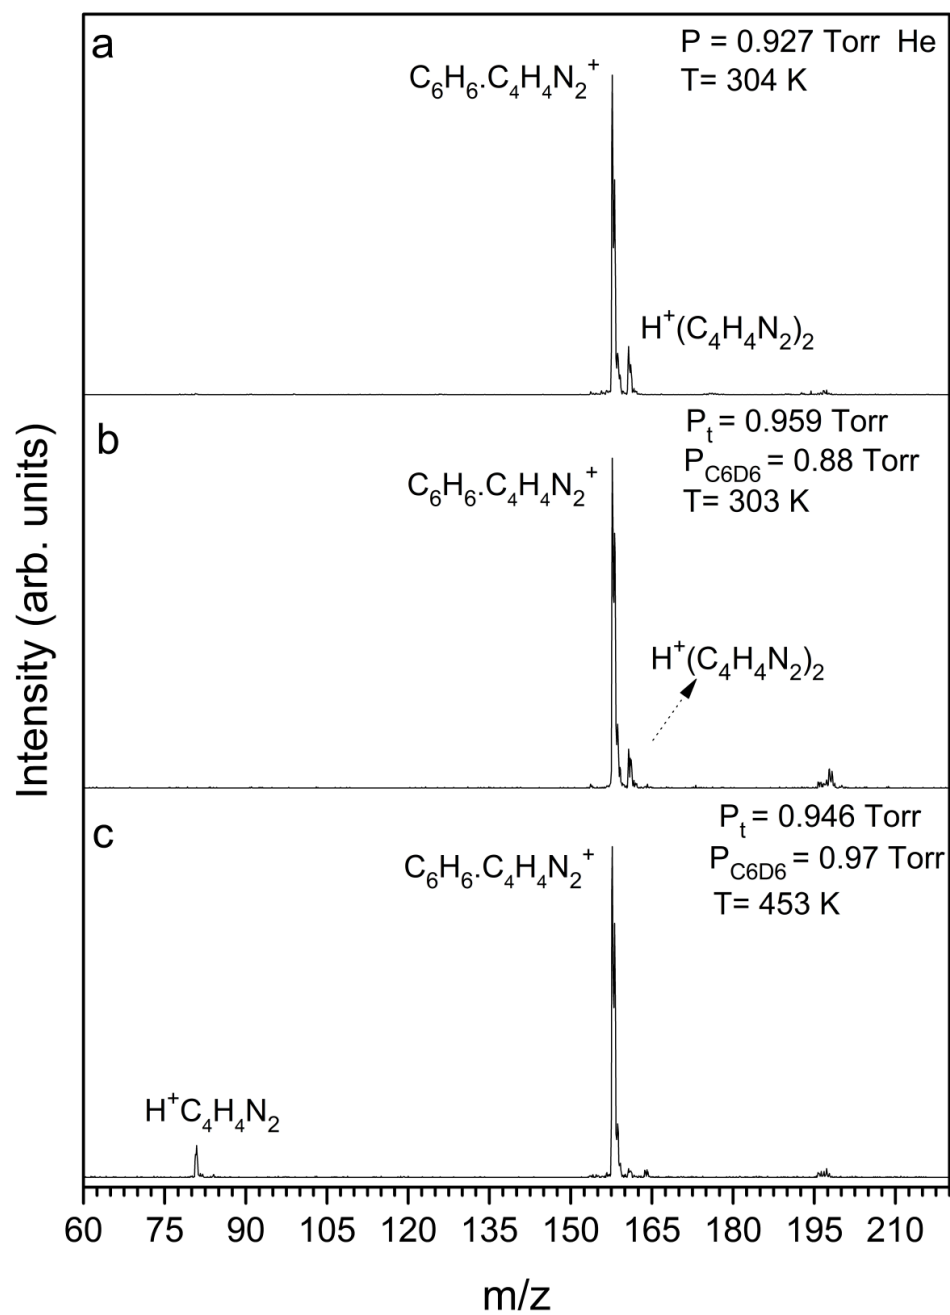 a
P = 0.927 Torr He
T= 304 K
C₆H₆.C₄H₄N₂⁺
H⁺(C₄H₄N₂)₂
b
Pₜ = 0.959 Torr
P_C6D6 = 0.88 Torr
T= 303 K
C₆H₆.C₄H₄N₂⁺
H⁺(C₄H₄N₂)₂
c
Pₜ = 0.946 Torr
P_C6D6 = 0.97 Torr
T= 453 K
C₆H₆.C₄H₄N₂⁺
H⁺C₄H₄N₂
Intensity (arb. units)
60 75 90 105 120 135 150 165 180 195 210
m/z